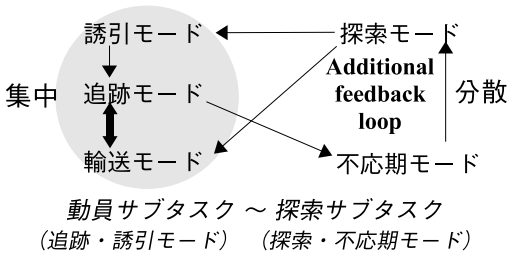 誘引モード
探索モード
集中
追跡モード
Additional
feedback
loop
分散
輸送モード
不応期モード
動員サブタスク ～ 探索サブタスク
（追跡・誘引モード） （探索・不応期モード）